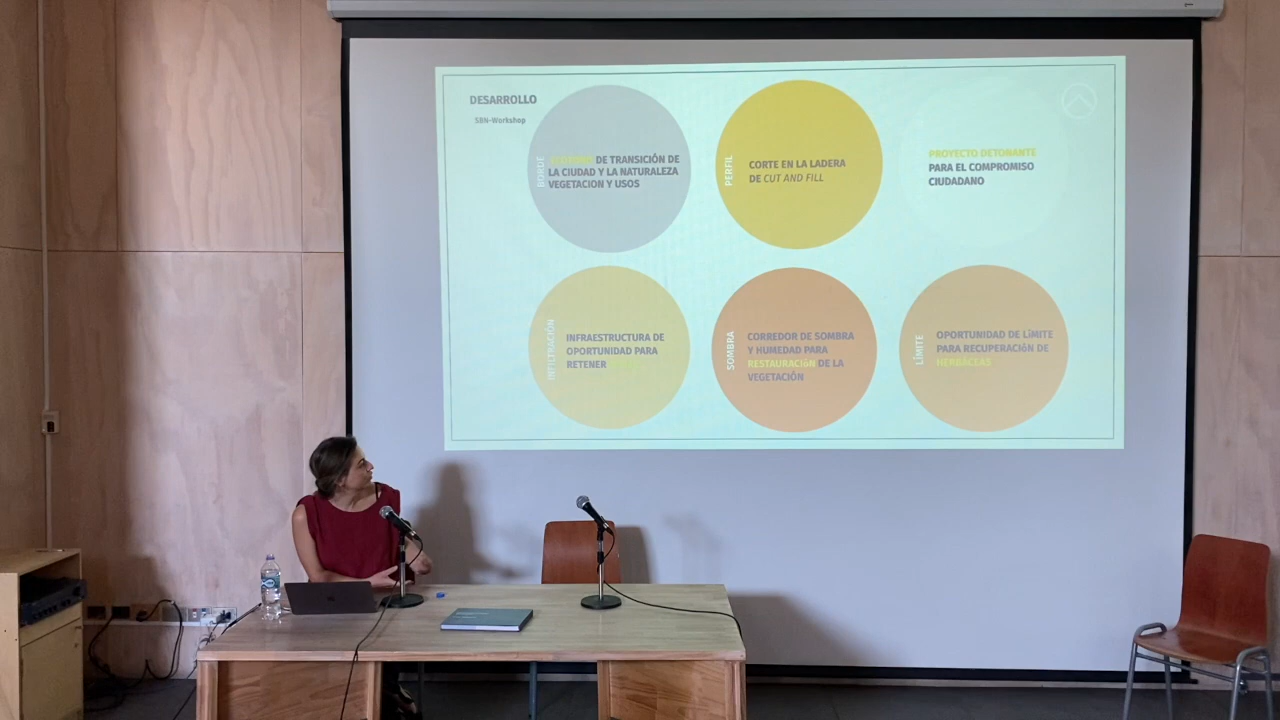 DESARROLLO
SBN-Workshop
BORDE
DE TRANSICIÓN DE
LA CIUDAD Y LA NATURALEZA
VEGETACION Y USOS
PERFIL
CORTE EN LA LADERA
DE CUT AND FILL
PROYECTO DETONANTE
PARA EL COMPROMISO
CIUDADANO
INFILTRACIÓN
INFRAESTRUCTURA DE
OPORTUNIDAD PARA
RETENER
SOMBRA
CORREDOR DE SOMBRA
Y HUMEDAD PARA
RESTAURACIóN DE LA
VEGETACIÓN
LÍMITE
OPORTUNIDAD DE LíMITE
PARA RECUPERACIóN DE
HERBÁCEAS